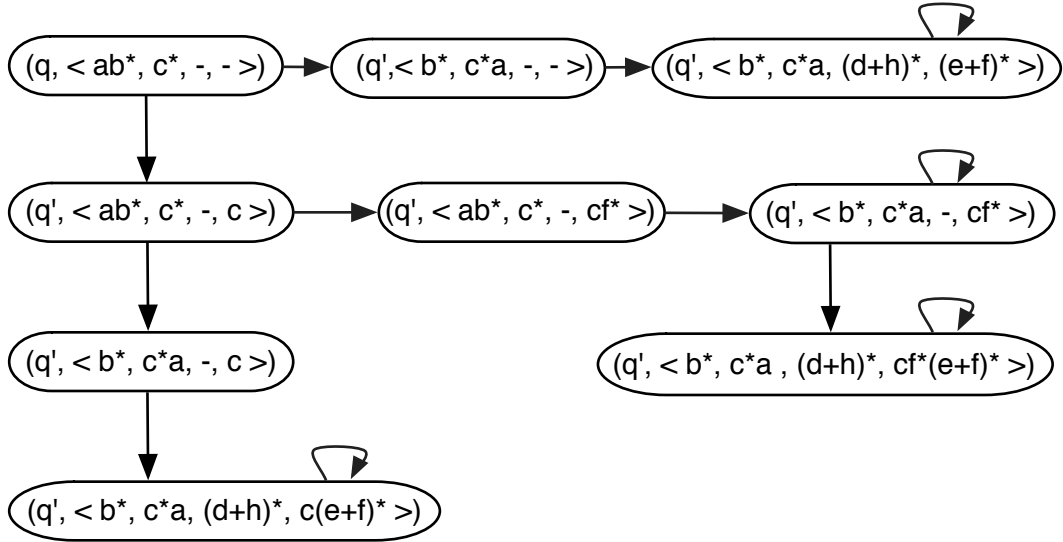 (q, < ab*, c*, -, - >)
(q',< b*, c*a, -, - >)
(q', < b*, c*a, (d+h)*, (e+f)* >)
(q', < ab*, c*, -, c >)
(q', < ab*, c*, -, cf* >)
(q', < b*, c*a, -, cf* >)
(q', < b*, c*a, -, c >)
(q', < b*, c*a , (d+h)*, cf*(e+f)* >)
(q', < b*, c*a, (d+h)*, c(e+f)* >)